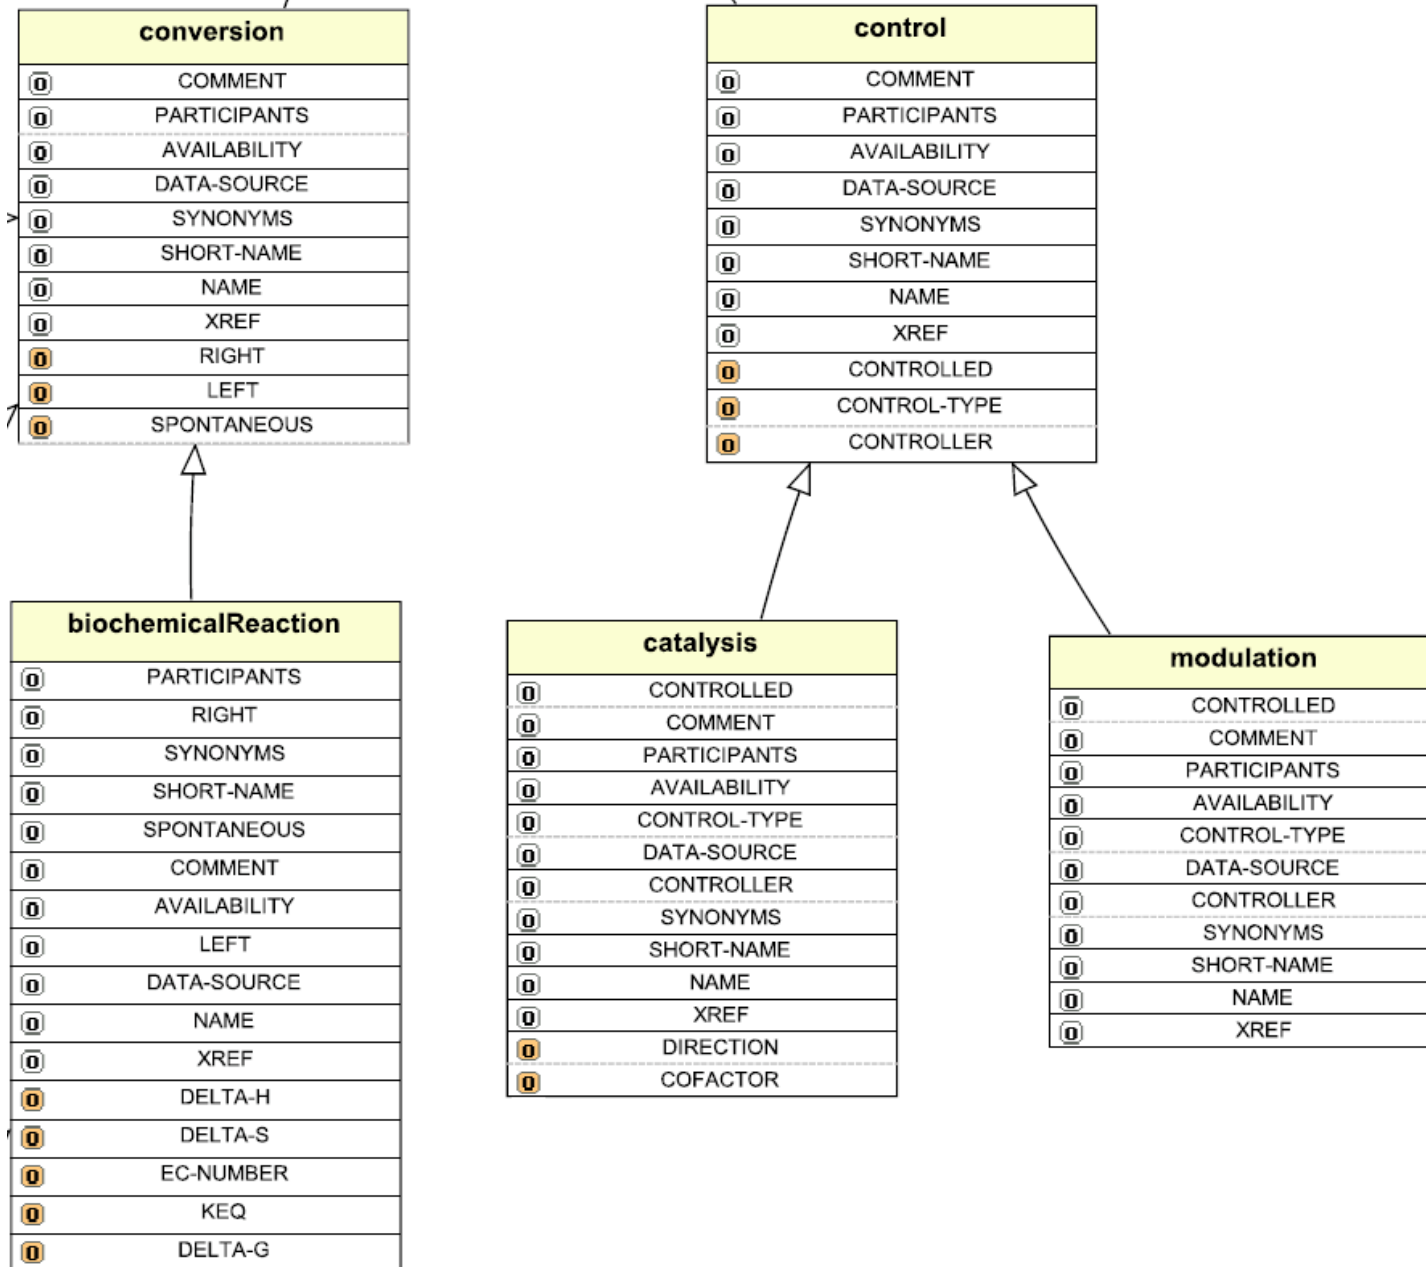 conversion
COMMENT
PARTICIPANTS
AVAILABILITY
DATA-SOURCE
SYNONYMS
SHORT-NAME
NAME
XREF
RIGHT
LEFT
SPONTANEOUS
control
COMMENT
PARTICIPANTS
AVAILABILITY
DATA-SOURCE
SYNONYMS
SHORT-NAME
NAME
XREF
CONTROLLED
CONTROL-TYPE
CONTROLLER
biochemicalReaction
PARTICIPANTS
RIGHT
SYNONYMS
SHORT-NAME
SPONTANEOUS
COMMENT
AVAILABILITY
LEFT
DATA-SOURCE
NAME
XREF
DELTA-H
DELTA-S
EC-NUMBER
KEQ
DELTA-G
catalysis
CONTROLLED
COMMENT
PARTICIPANTS
AVAILABILITY
CONTROL-TYPE
DATA-SOURCE
CONTROLLER
SYNONYMS
SHORT-NAME
NAME
XREF
DIRECTION
COFACTOR
modulation
CONTROLLED
COMMENT
PARTICIPANTS
AVAILABILITY
CONTROL-TYPE
DATA-SOURCE
CONTROLLER
SYNONYMS
SHORT-NAME
NAME
XREF